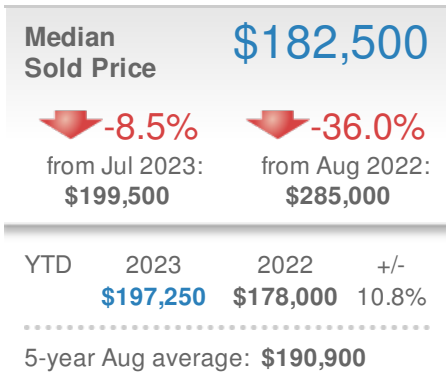 Median $182,500
Sold Price
-8.5% -36.0%
from Jul 2023: from Aug 2022:
$199,500 $285,000
YTD 2023 2022 +/-
$197,250 $178,000 10.8%
5-year Aug average: $190,900